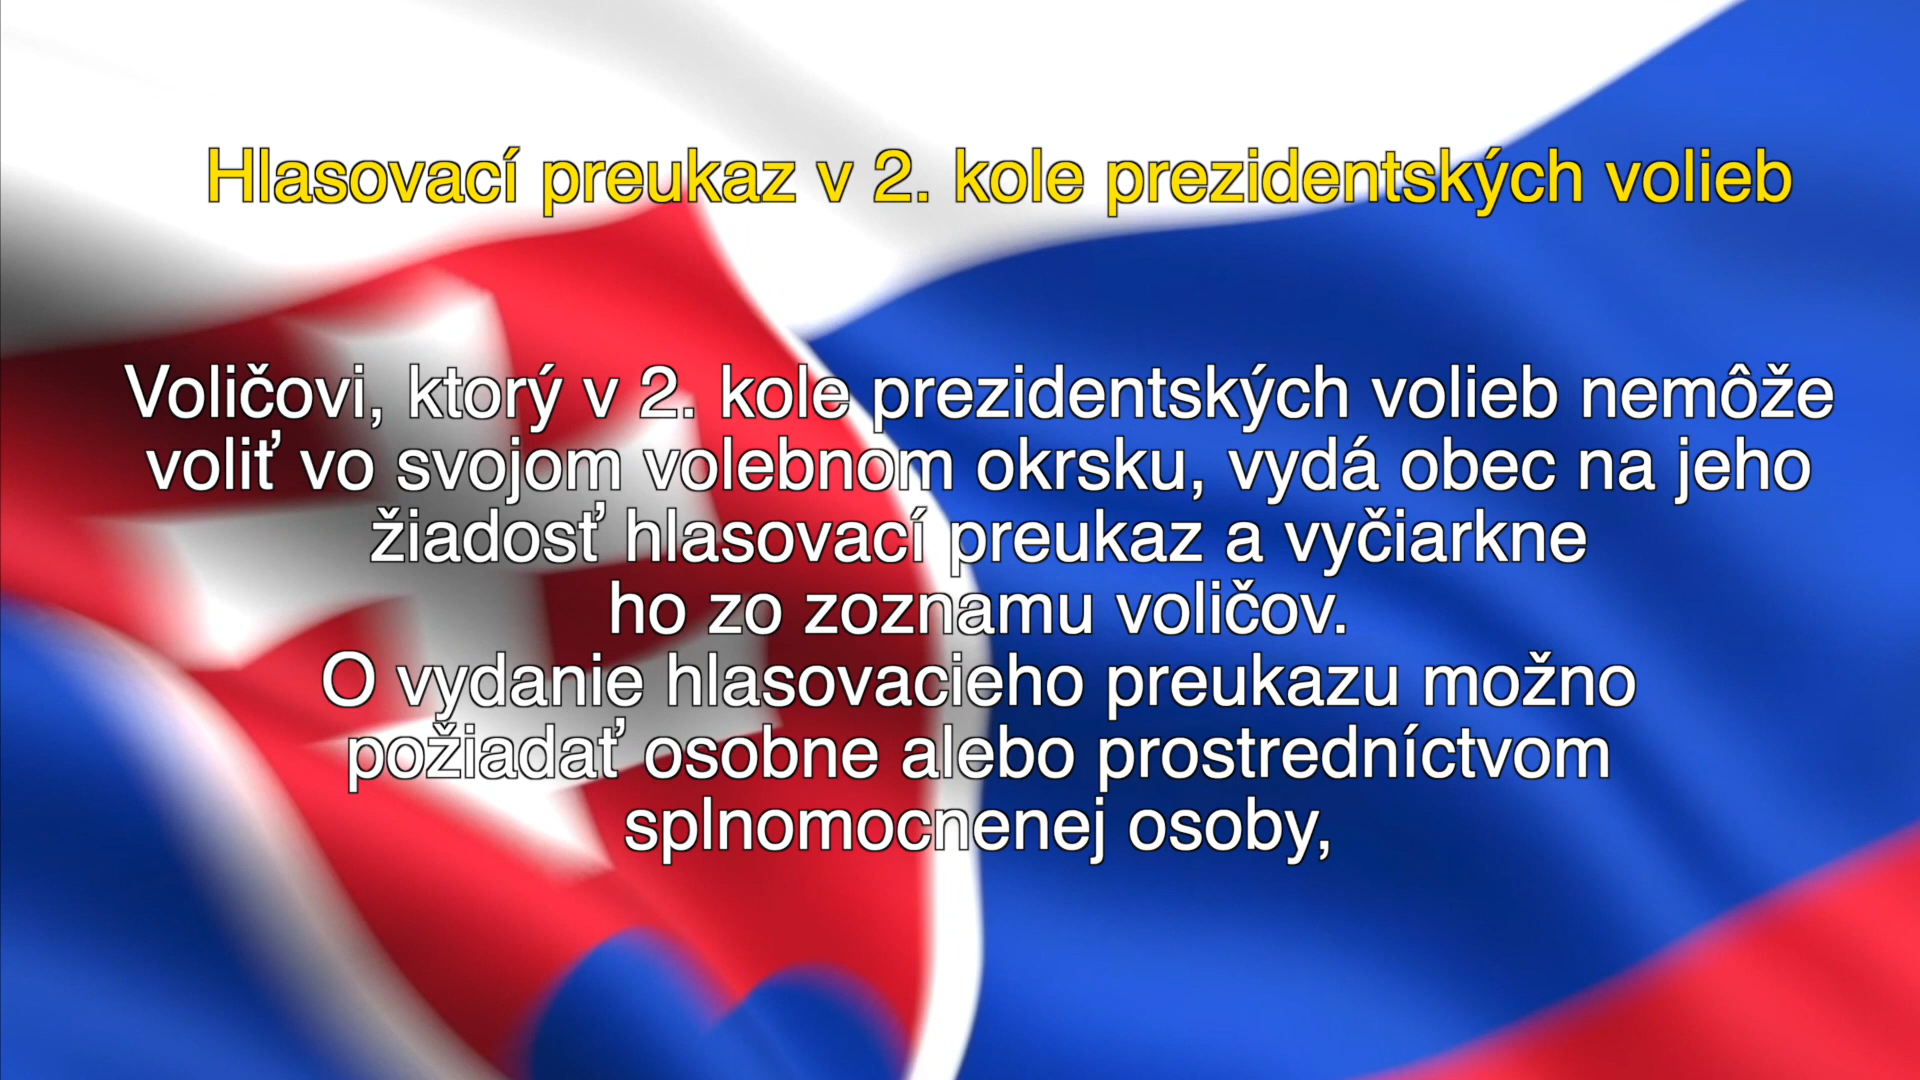 Hlasovací preukaz v 2. kole prezidentských volieb
Voličovi, ktorý v 2. kole prezidentských volieb nemôže
voliť vo svojom volebnom okrsku, vydá obec na jeho
žiadosť hlasovací preukaz a vyčiarkne
ho zo zoznamu voličov.
O vydanie hlasovacieho preukazu možno
požiadať osobne alebo prostredníctvom
splnomocnenej osoby,